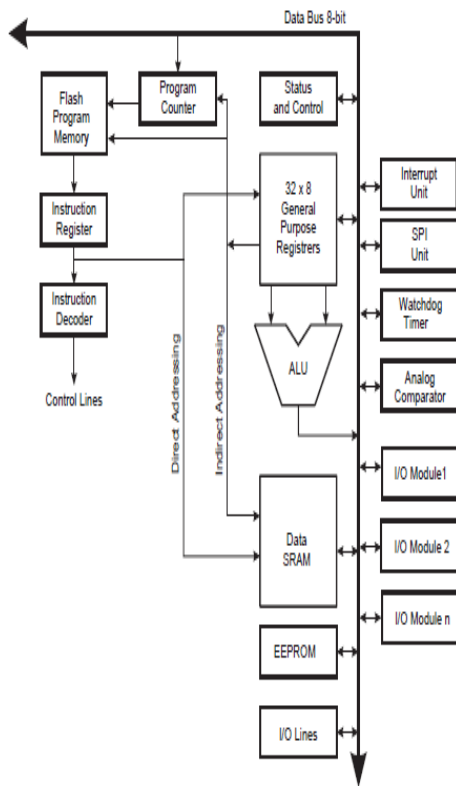 Data Bus 8-bit
Flash
Program
Memory
Program
Counter
Status
and Control
32 x 8
General
Purpose
Registrers
Interrupt
Unit
Instruction
Register
SPI
Unit
Instruction
Decoder
Watchdog
Timer
ALU
Analog
Comparator
Control Lines
Direct Addressing
Indirect Addressing
I/O Module1
Data
SRAM
I/O Module 2
I/O Module n
EEPROM
I/O Lines